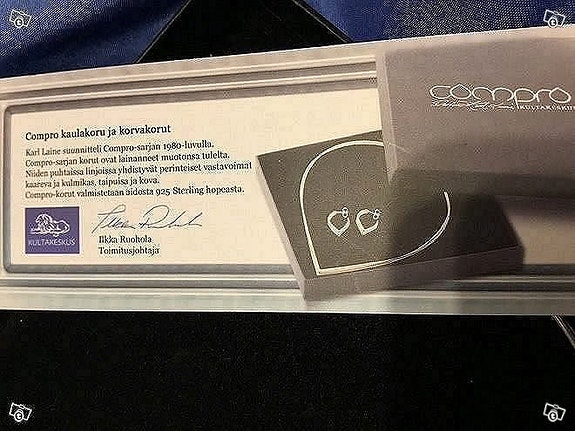 compro
KULTAKESKUS
Compro kaulakoru ja korvakorut
Karl Laine suunnitteli Compro-sarjan 1980-luvulla.
Compro-sarjan korut ovat lainanneet muotonsa tulelta.
Niiden puhtaissa linjoissa yhdistyvät perinteiset vastavoimat
kaareva ja kulmikas, taipuisa ja kova.
Compro-korut valmistetaan aidosta 925 Sterling hopeasta.
KULTAKESKUS
Ilkka Ruohola
Toimitusjohtaja